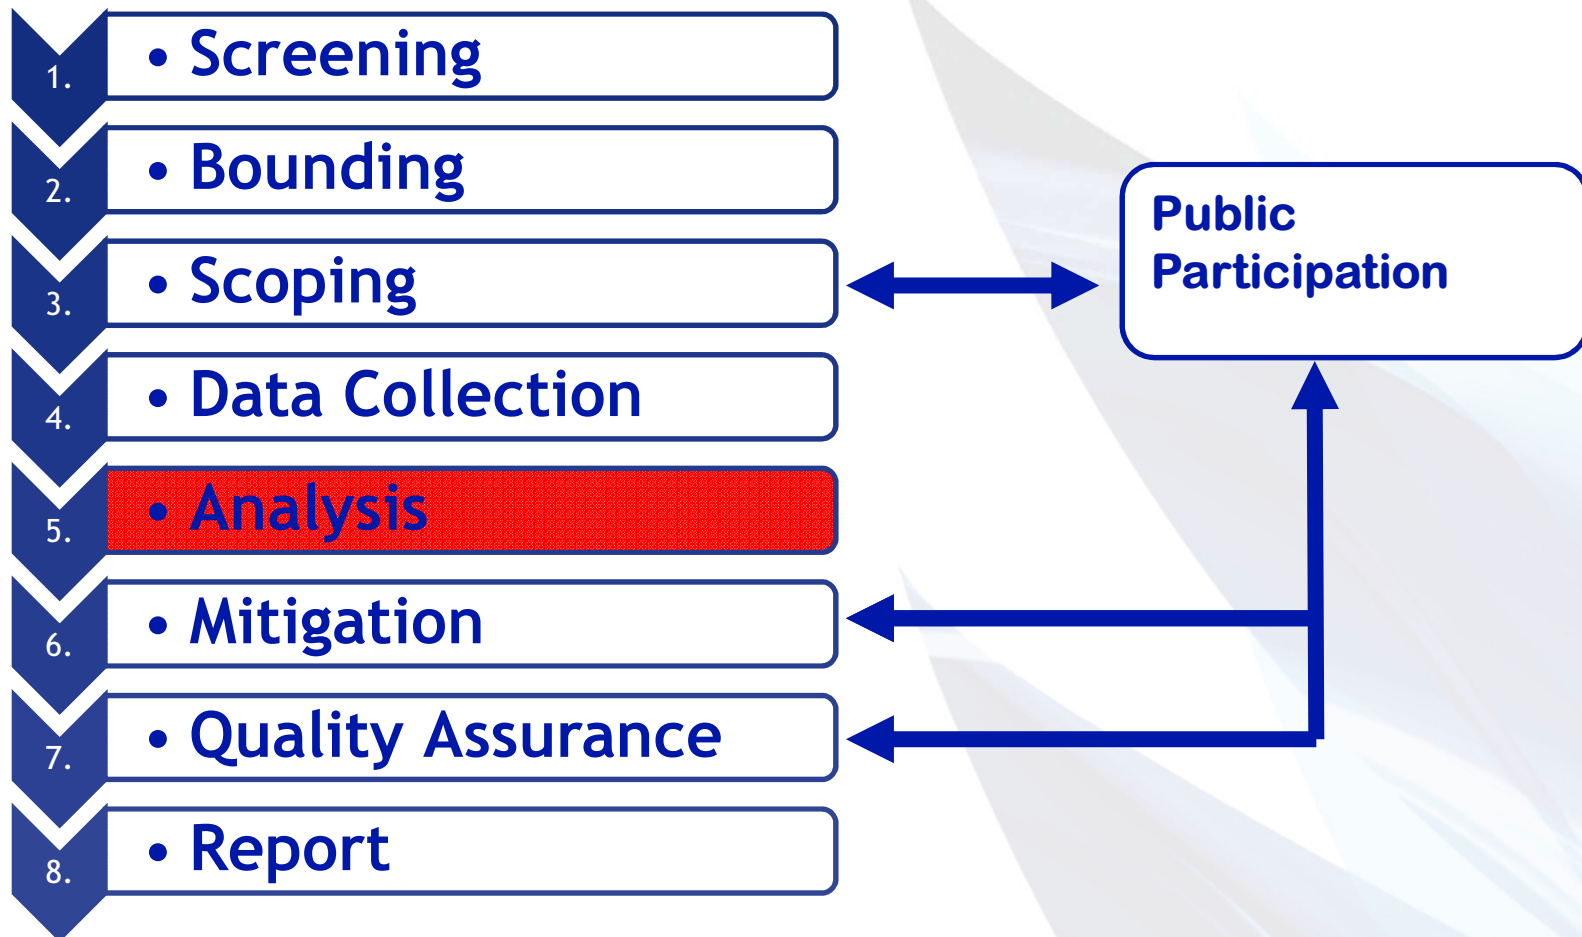 1.
• Screening
2.
• Bounding
3.
• Scoping
4.
• Data Collection
5.
• Analysis
6.
• Mitigation
7.
• Quality Assurance
8.
• Report
Public
Participation